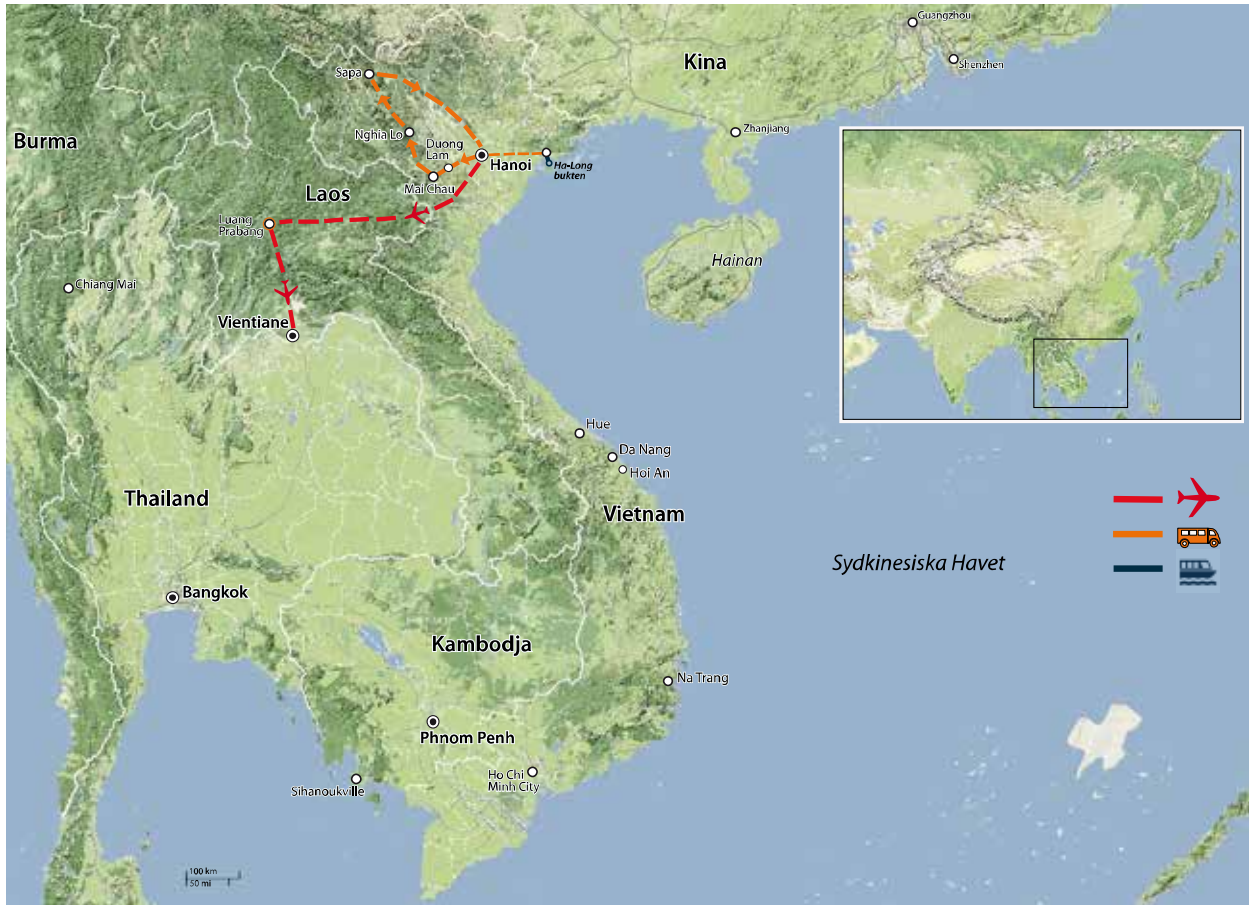 Guangzhou
Kina
Shenzhen
Sapa
Burma
Nghia Lo
Zhanjiang
Duong
Lam
Hanoi
Ha-Long
bukten
Mai Chau
Laos
Luang
Prabang
Hainan
Chiang Mai
Vientiane
Hue
Da Nang
Hoi An
Thailand
Vietnam
Sydkinesiska Havet
Bangkok
Kambodja
Na Trang
Phnom Penh
Ho Chi
Minh City
Sihanoukville
100 km
50 mi